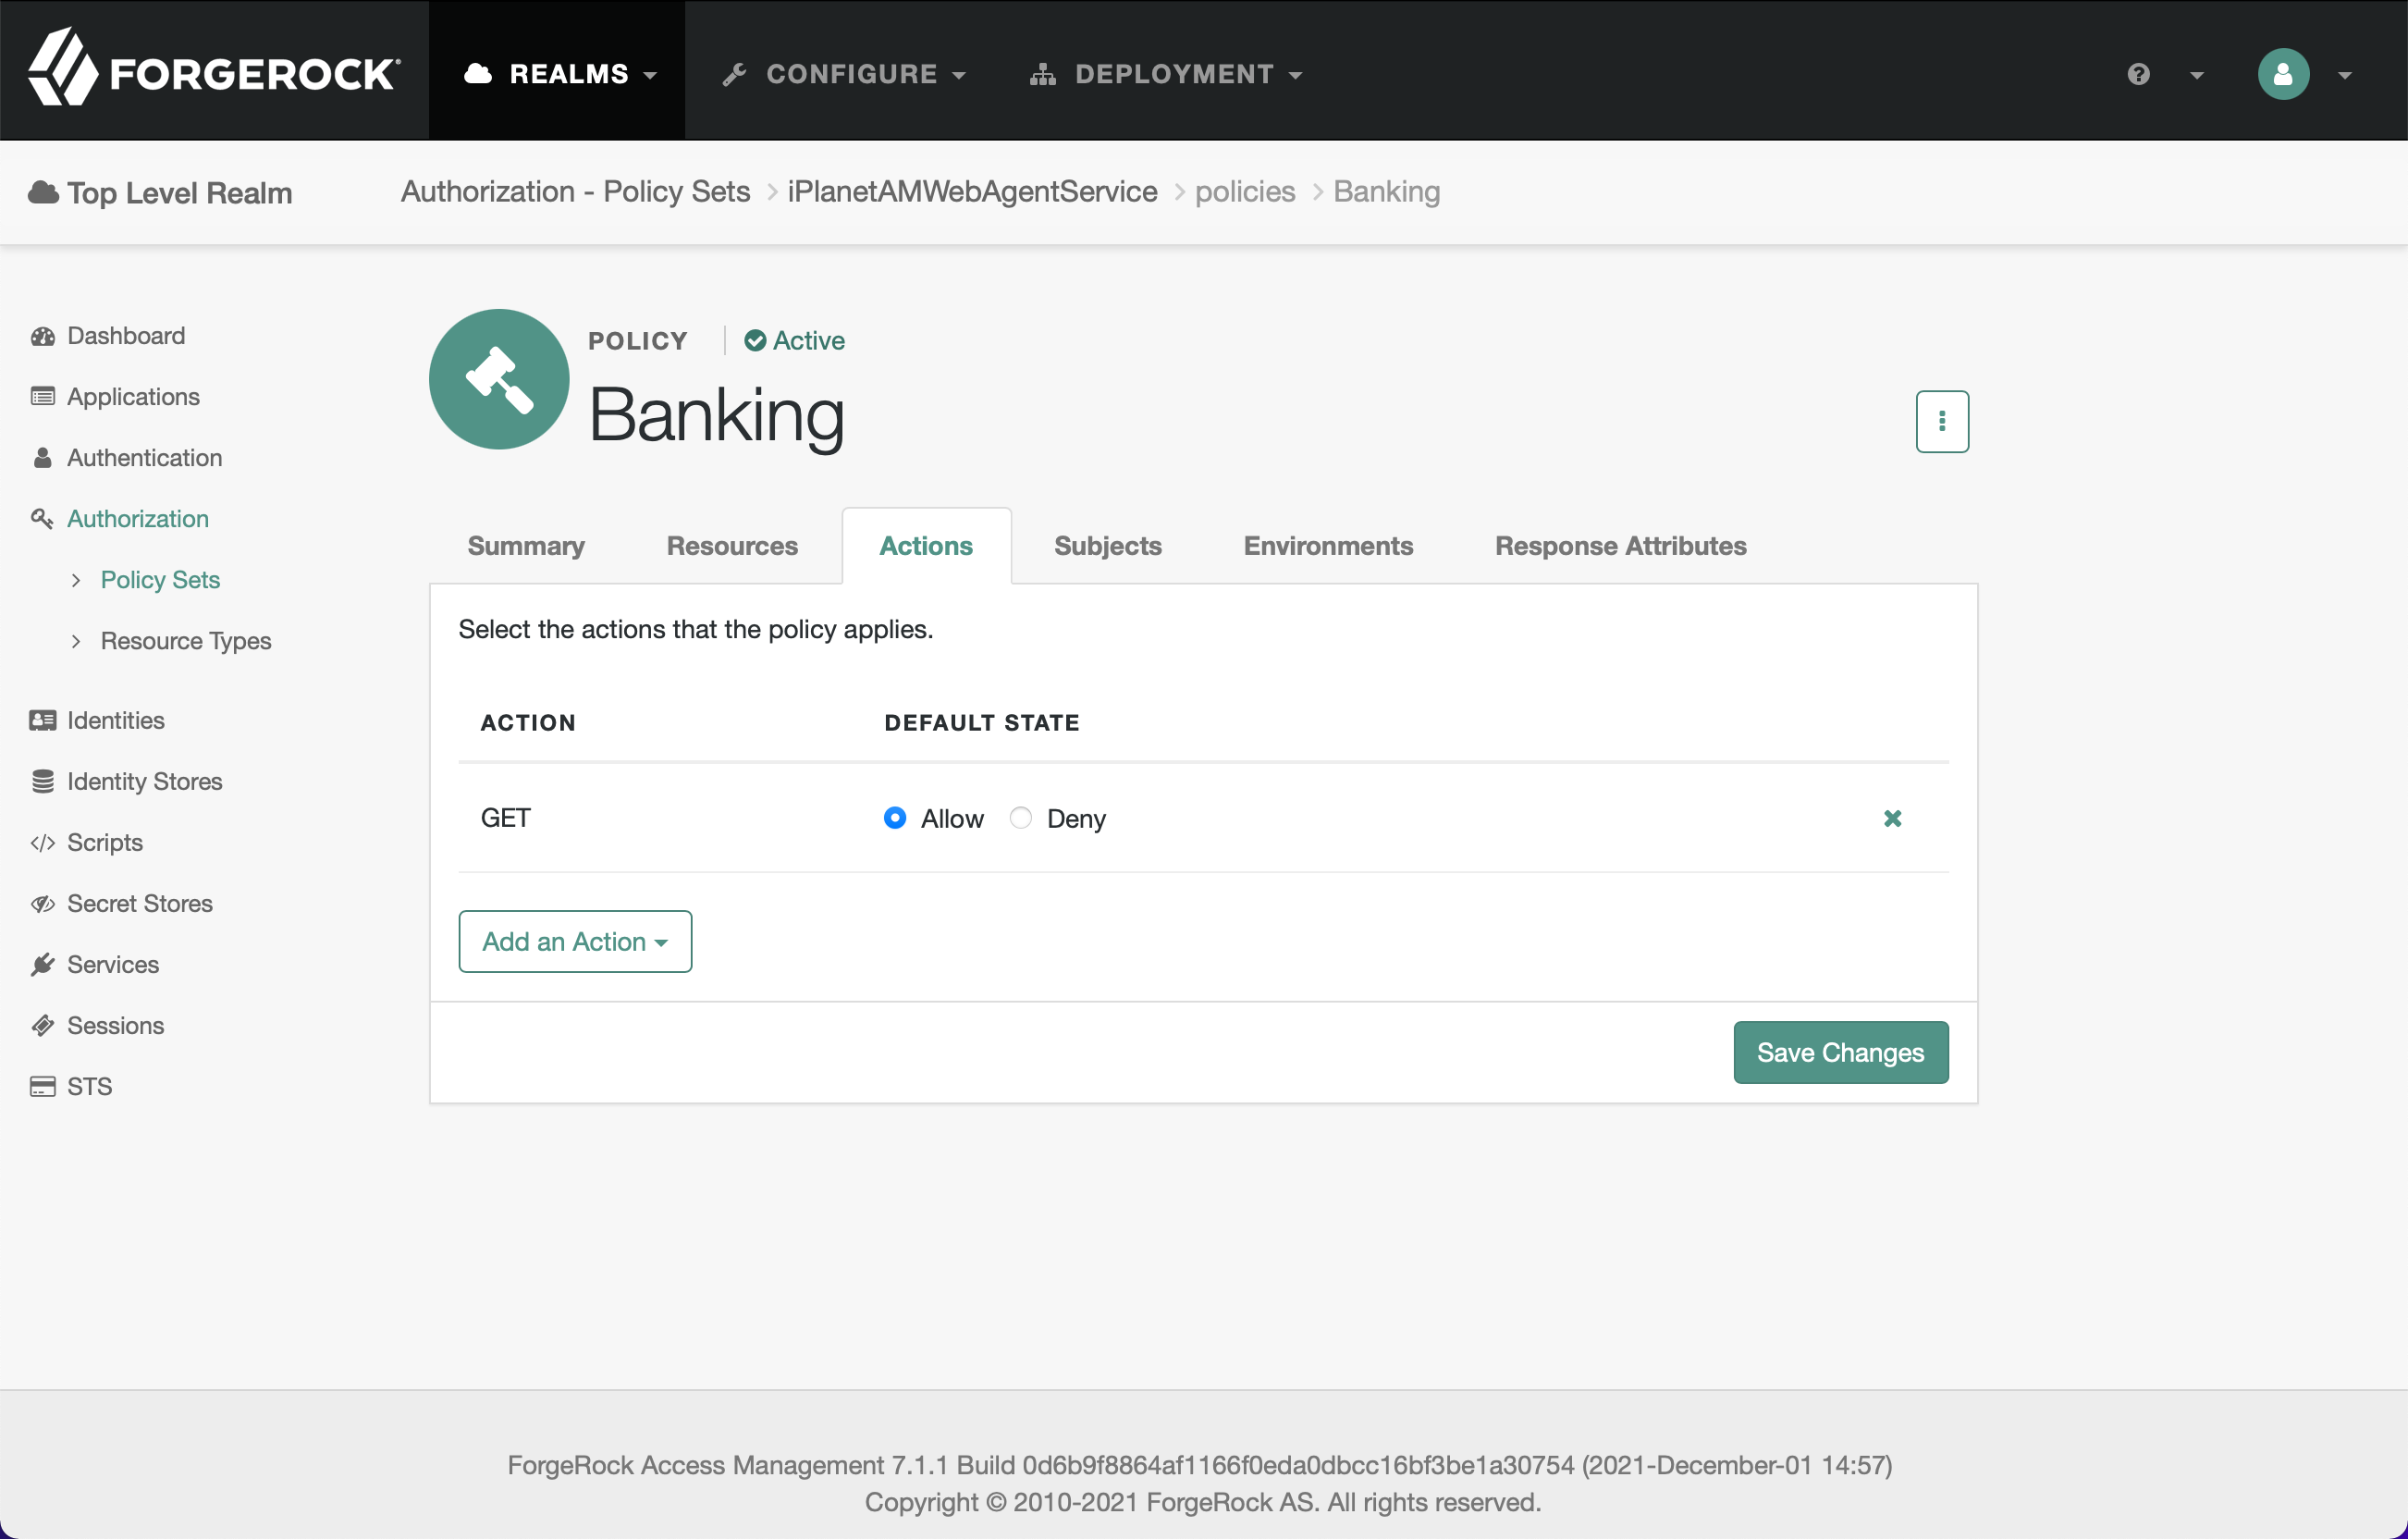 FORGEROCK®
REALMS
CONFIGURE
DEPLOYMENT
Top Level Realm
Authorization - Policy Sets > iPlanetAMWebAgentService > policies > Banking
Dashboard
Applications
Authentication
Authorization
Policy Sets
Resource Types
Identities
Identity Stores
Scripts
Secret Stores
Services
Sessions
STS
POLICY
Active
Banking
Summary
Resources
Actions
Subjects
Environments
Response Attributes
Select the actions that the policy applies.
ACTION DEFAULT STATE
GET Allow Deny
Add an Action
Save Changes
ForgeRock Access Management 7.1.1 Build 0d6b9f8864af1166f0eda0dbcc16bf3be1a30754 (2021-December-01 14:57)
Copyright © 2010-2021 ForgeRock AS. All rights reserved.